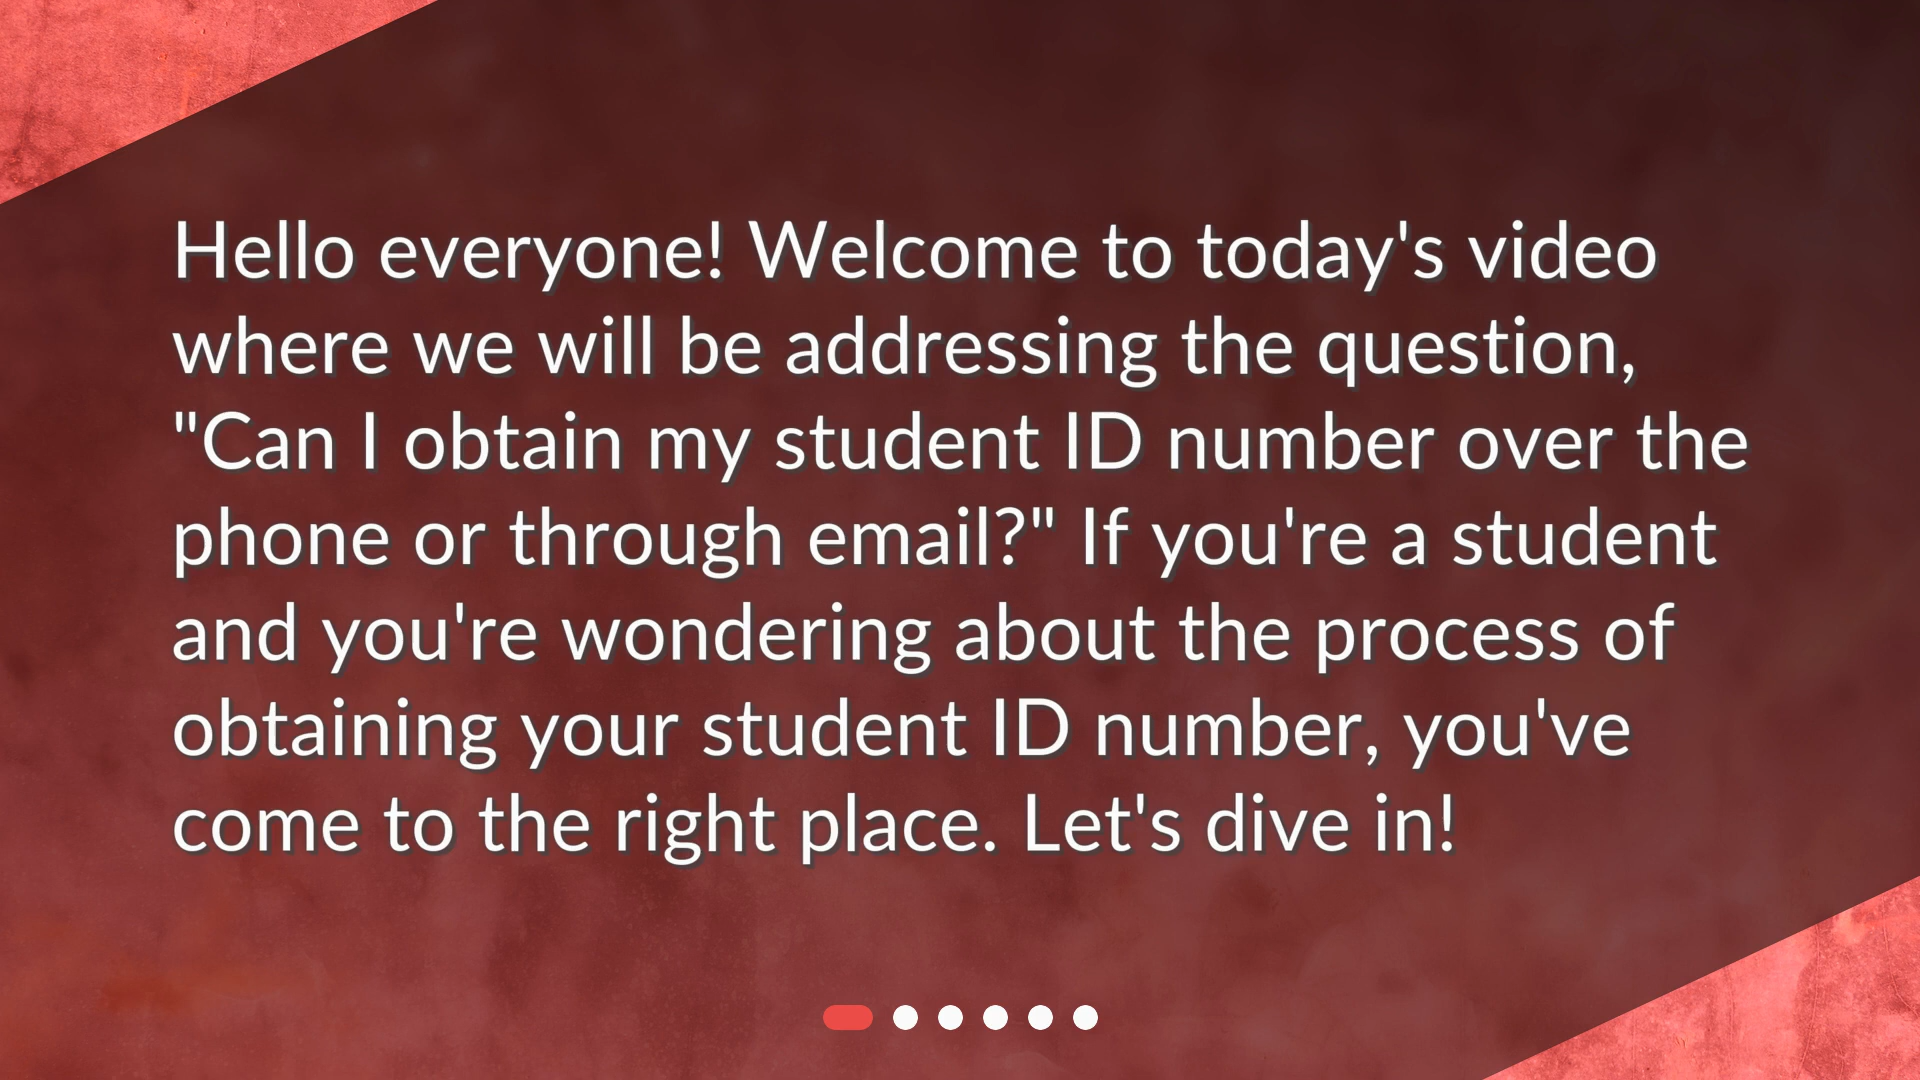 Hello everyone! Welcome to today's video
where we will be addressing the question,
"Can I obtain my student ID number over the
phone or through email?" If you're a student
and you're wondering about the process of
obtaining your student ID number, you've
come to the right place. Let's dive in!